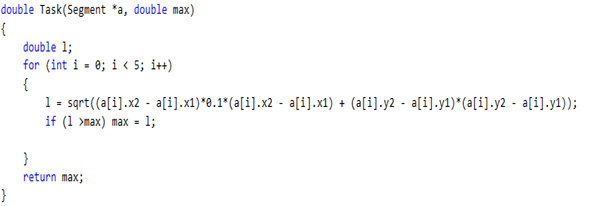 double Task(Segment *a, double max)
{
double l;
for (int i = 0; i < 5; i++)
{
l = sqrt((a[i].x2 - a[i].x1)*0.1*(a[i].x2 - a[i].x1) + (a[i].y2 - a[i].y1)*(a[i].y2 - a[i].y1));
if (l >max) max = l;
}
return max;
}